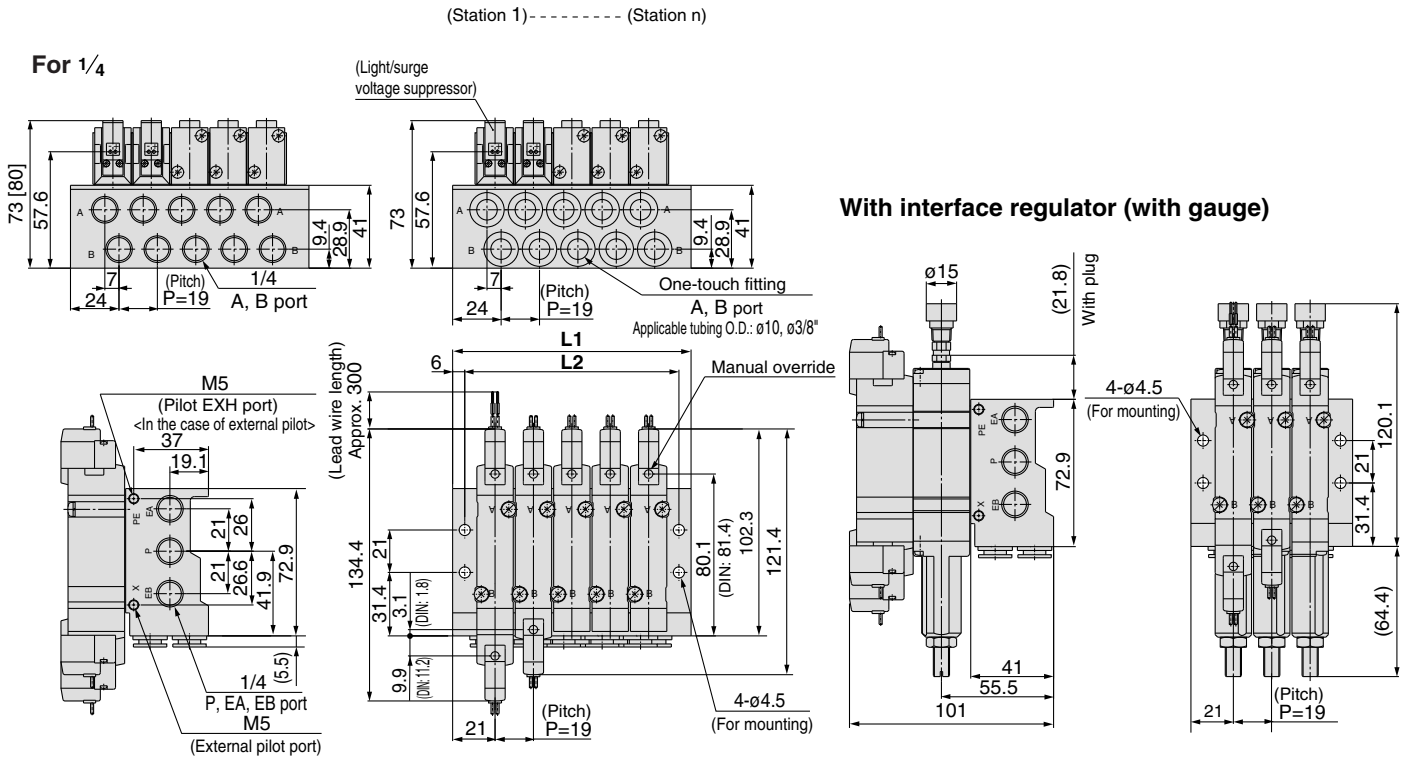 (Station 1)- - - - - - - - - (Station n)
For 1/4
(Light/surge
voltage suppressor)
73 [80]
57.6
A
A
B
B
9.4
28.9
41
7
24
(Pitch)
P=19
1/4
A, B port
73
57.6
A
A
B
B
9.4
28.9
41
7
24
(Pitch)
P=19
One-touch fitting
A, B port
Applicable tubing O.D.: ø10, ø3/8"
With interface regulator (with gauge)
M5
(Pilot EXH port)
<In the case of external pilot>
37
19.1
PE
EA
P
X
EB
21
26
21
26.6
41.9
72.9
(5.5)
1/4
P, EA, EB port
M5
(External pilot port)
L1
6
L2
Manual override
(Lead wire length)
Approx. 300
134.4
21
31.4
3.1
(DIN: 1.8)
9.9
(DIN: 11.2)
A
A
A
A
A
B
B
B
B
B
80.1
(DIN: 81.4)
102.3
121.4
21
(Pitch)
P=19
4-ø4.5
(For mounting)
ø15
(21.8)
With plug
PE
EA
P
X
EB
72.9
41
55.5
101
4-ø4.5
(For mounting)
A
A
A
B
B
B
120.1
21
31.4
(64.4)
21
(Pitch)
P=19